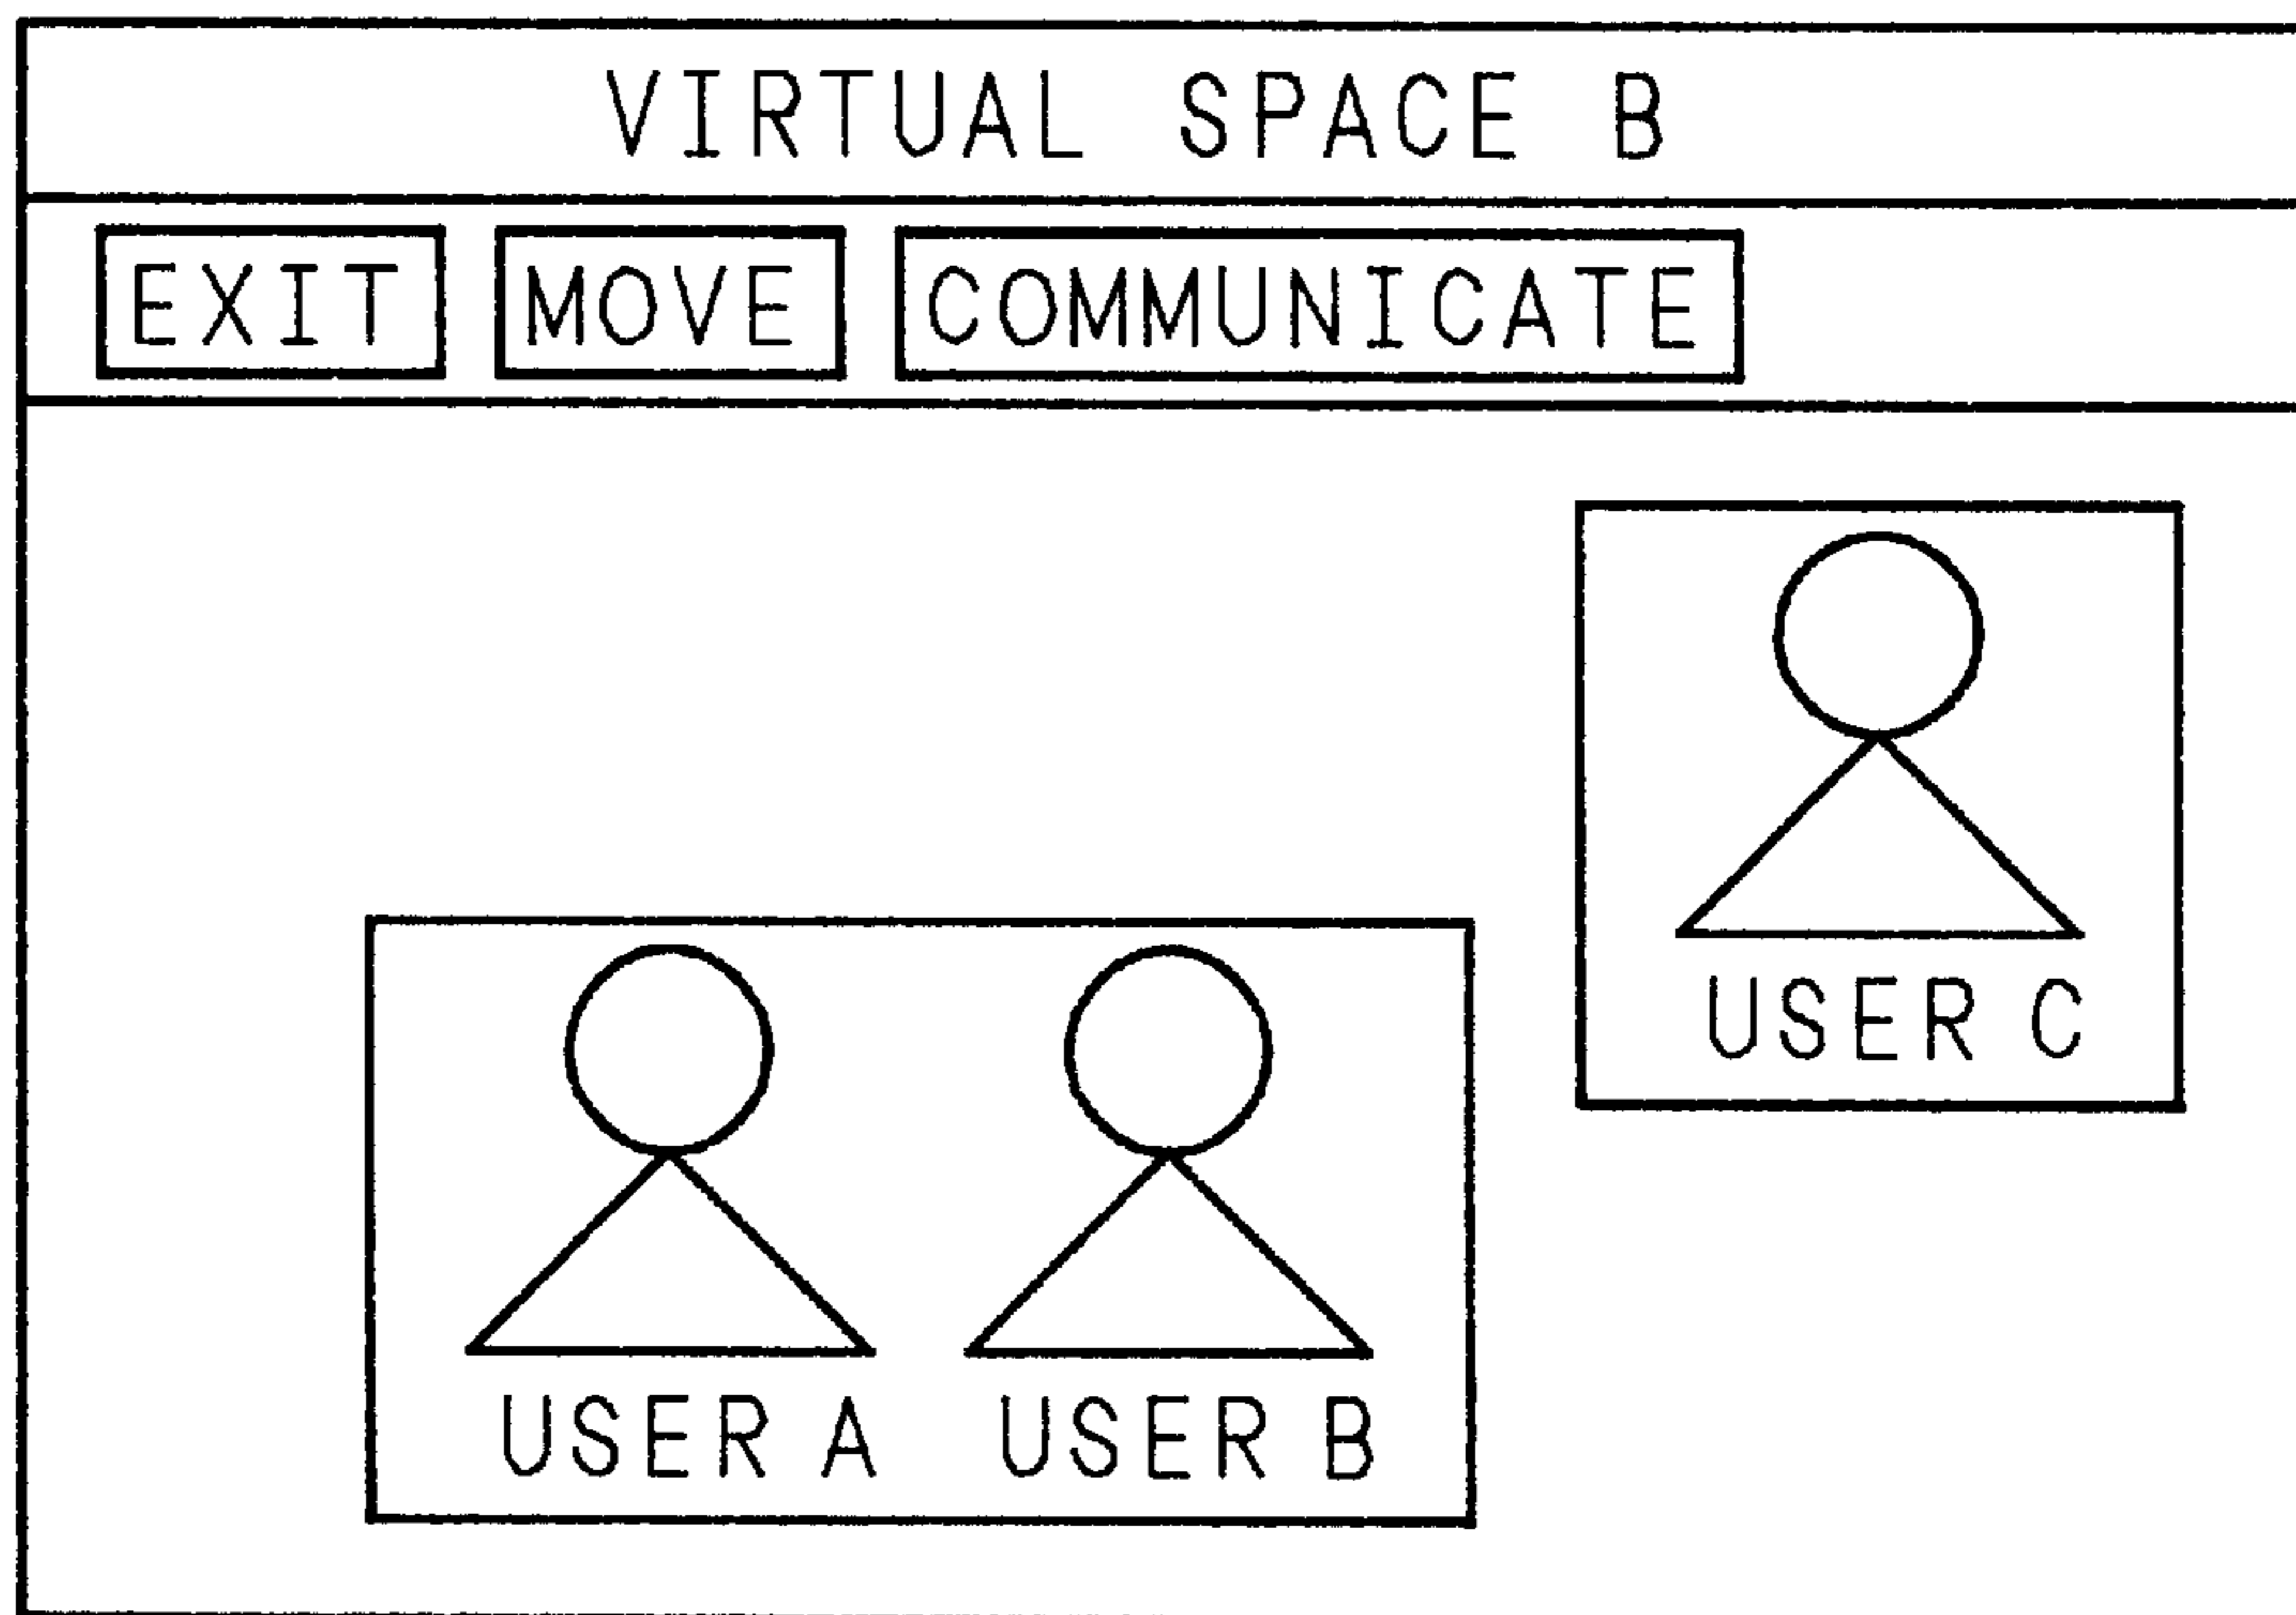 VIRTUAL SPACE B
EXIT MOVE COMMUNICATE
USER C
USER A USER B